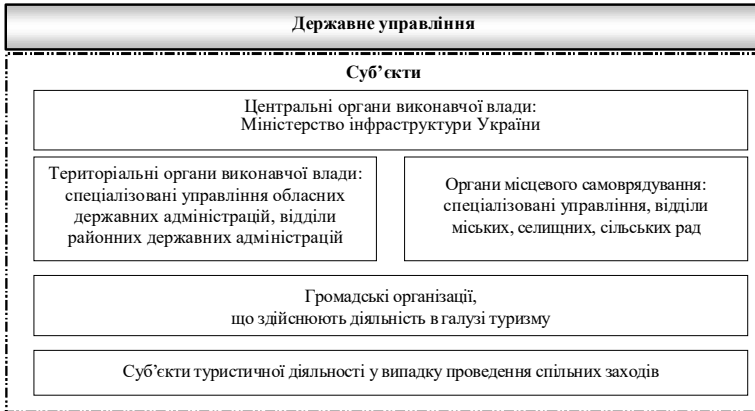 Державне управління
Суб’єкти
Центральні органи виконавчої влади:
Міністерство інфраструктури України
Територіальні органи виконавчої влади:
спеціалізовані управління обласних
державних адміністрацій, відділи
районних державних адміністрацій
Органи місцевого самоврядування:
спеціалізовані управління, відділи
міських, селищних, сільських рад
Громадські організації,
що здійснюють діяльність в галузі туризму
Суб’єкти туристичної діяльності у випадку проведення спільних заходів